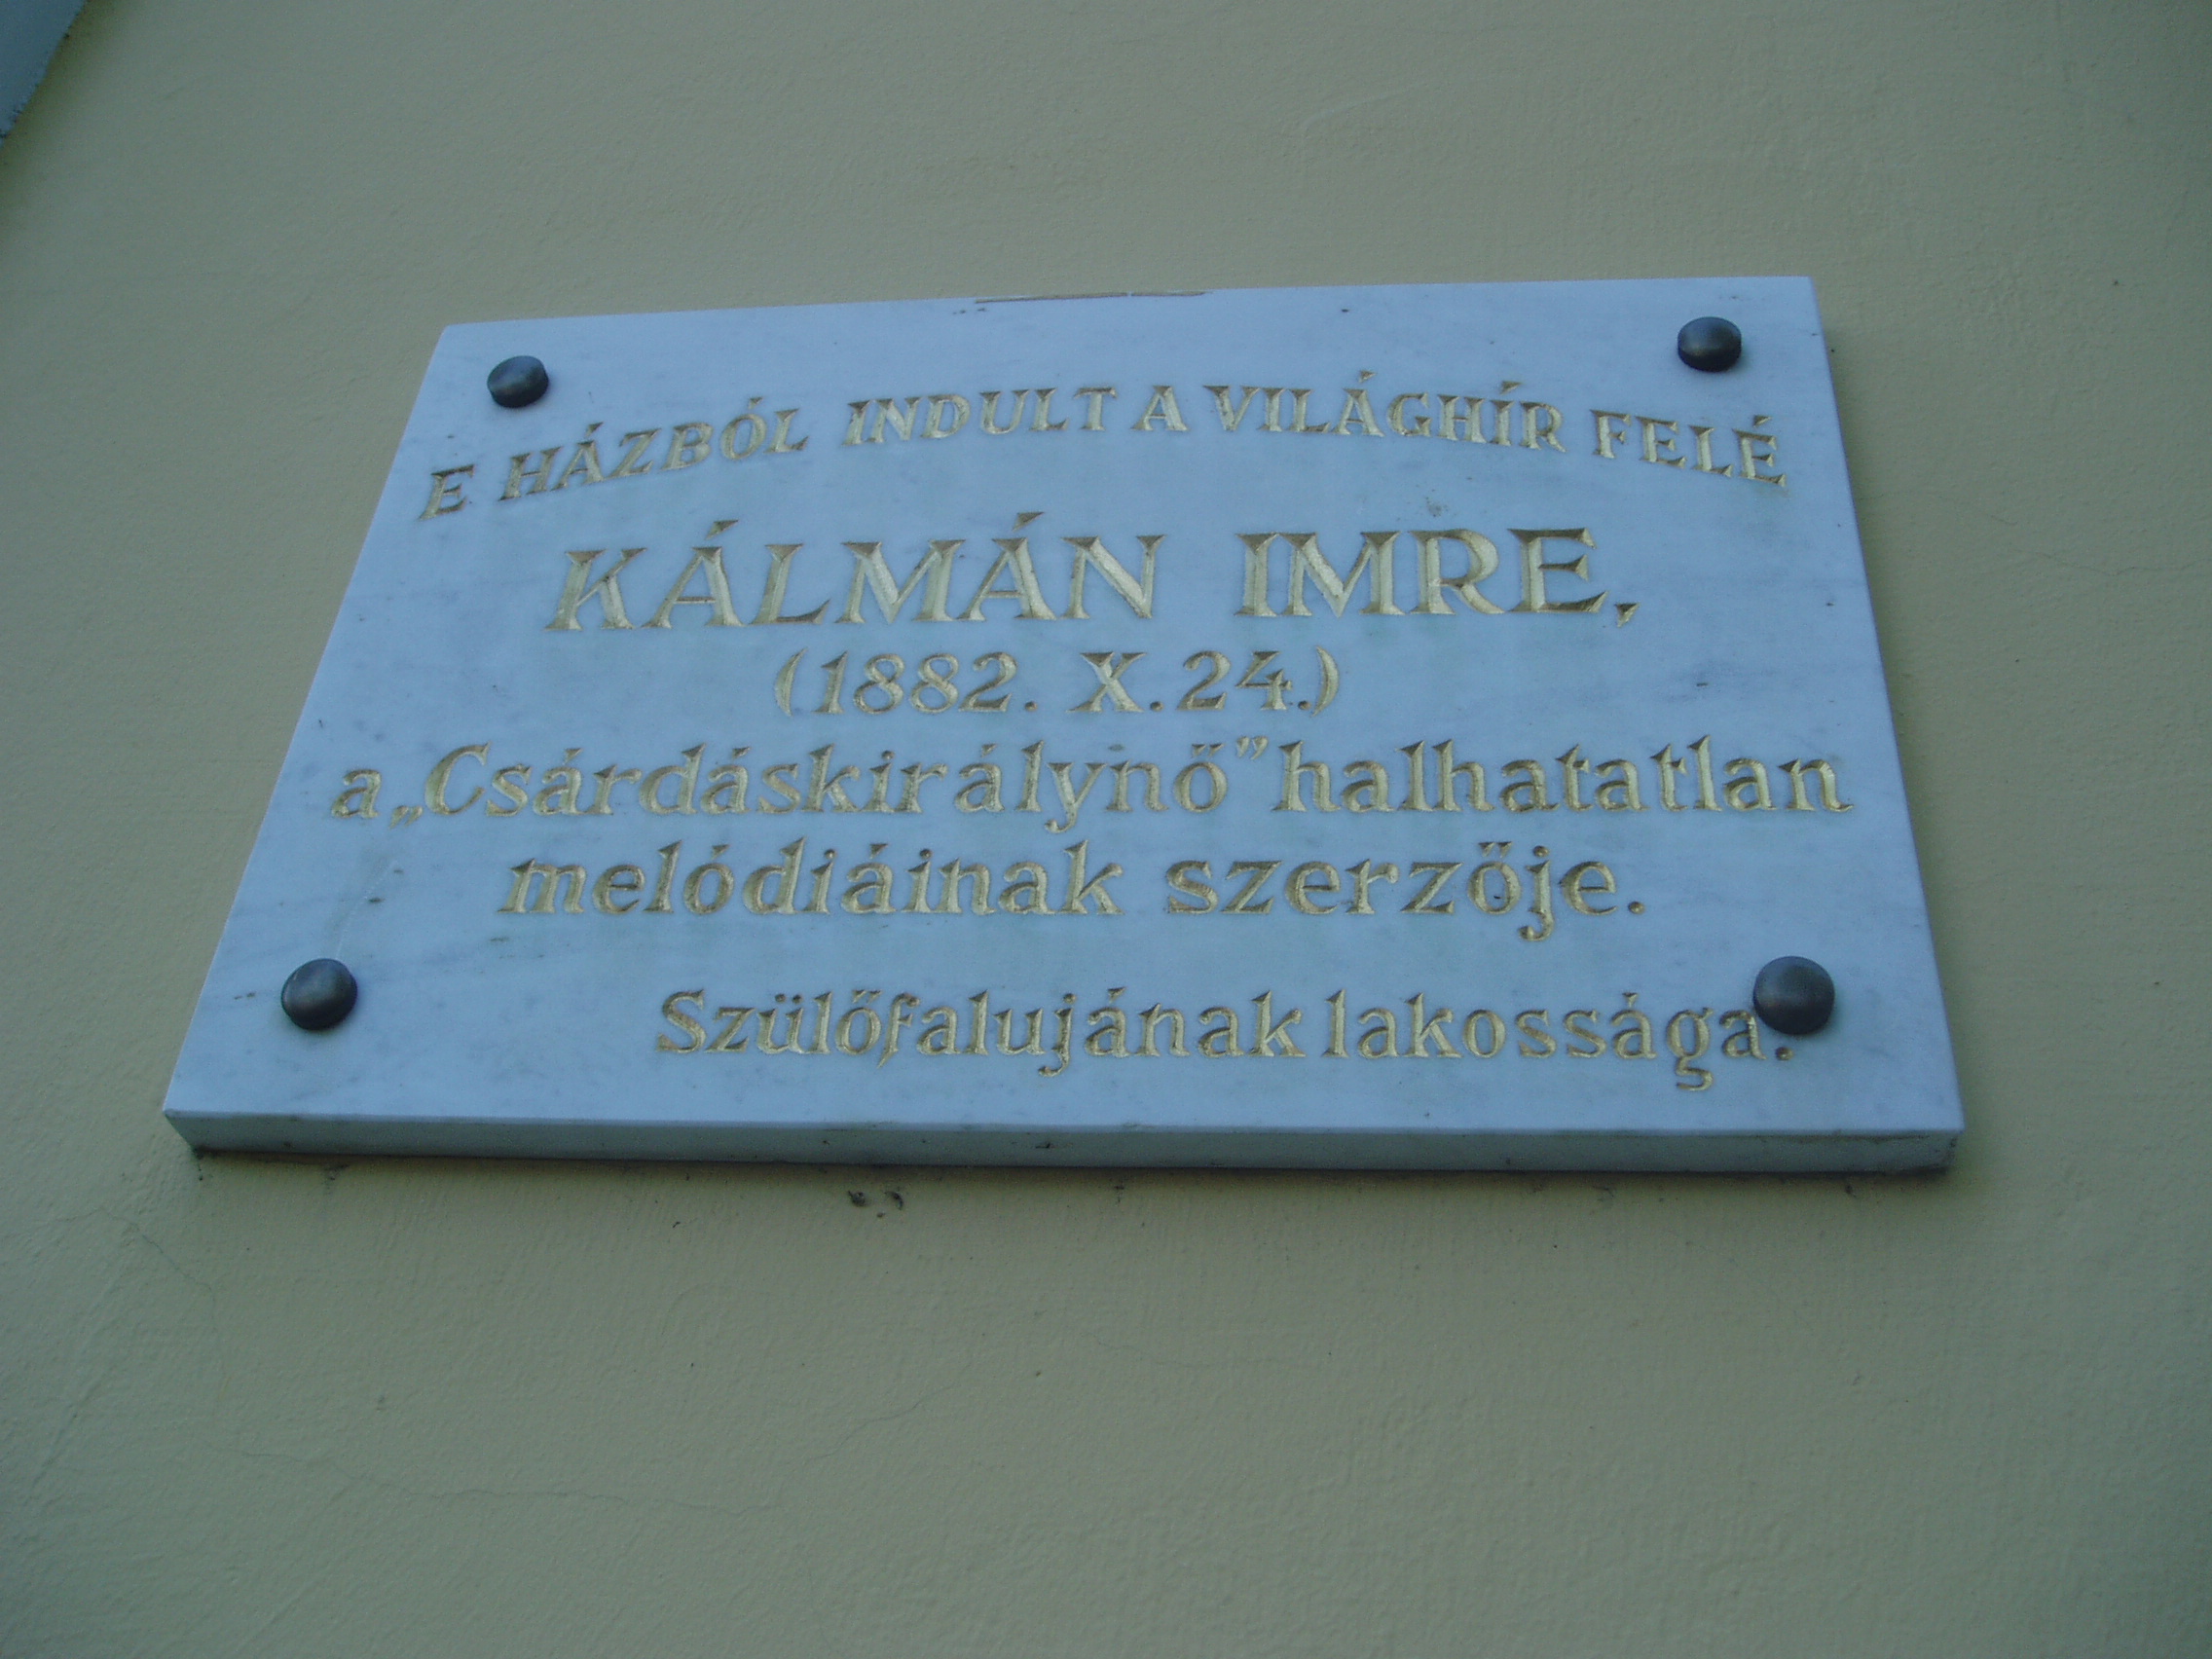 E HÁZBÓL INDULT A VILÁGHÍR FELÉ
KÁLMÁN IMRE,
(1882. X. 24.)
a „Csárdáskirálynő” halhatatlan
melódiáinak szerzője.
Szülőfalujának lakossága.